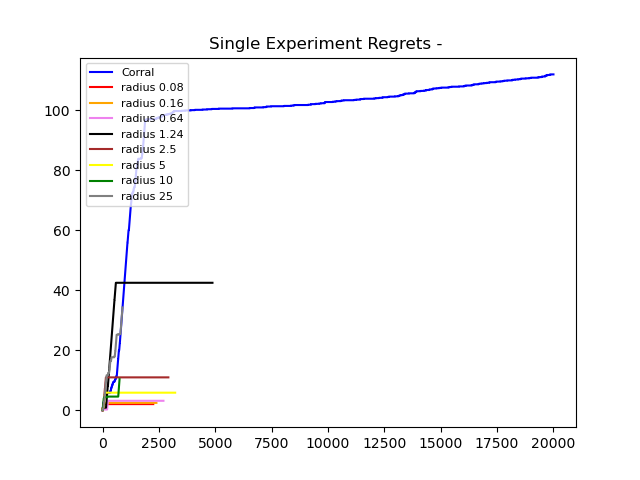 Single Experiment Regrets -
Corral
radius 0.08
radius 0.16
radius 0.64
radius 1.24
radius 2.5
radius 5
radius 10
radius 25
100
80
60
40
20
0
0 2500 5000 7500 10000 12500 15000 17500 20000